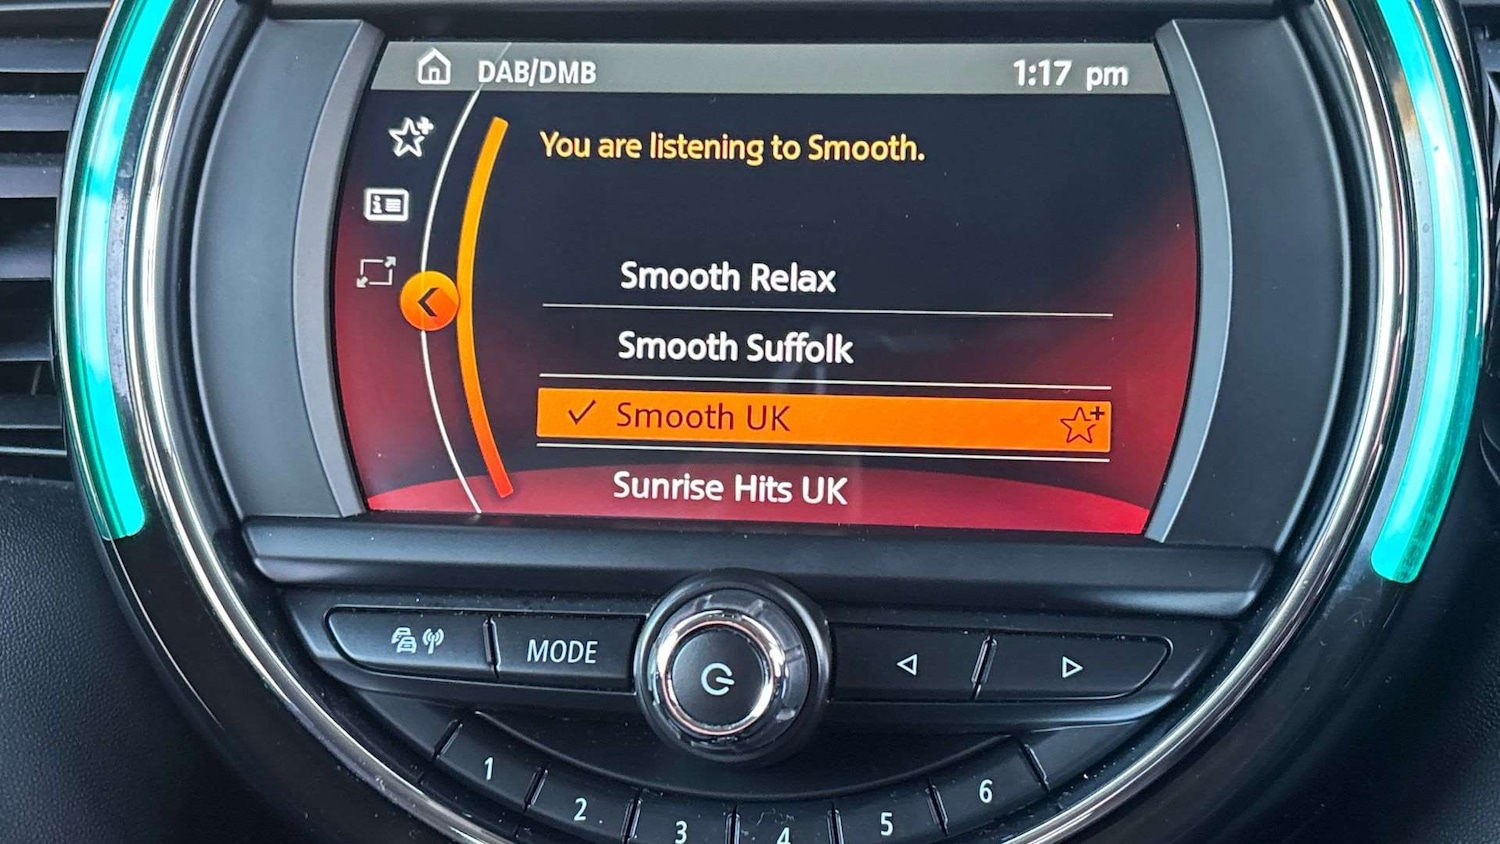 DAB/DMB 1:17 pm
You are listening to Smooth.
Smooth Relax
Smooth Suffolk
Smooth UK
Sunrise Hits UK
MODE
1
2
3
4
5
6